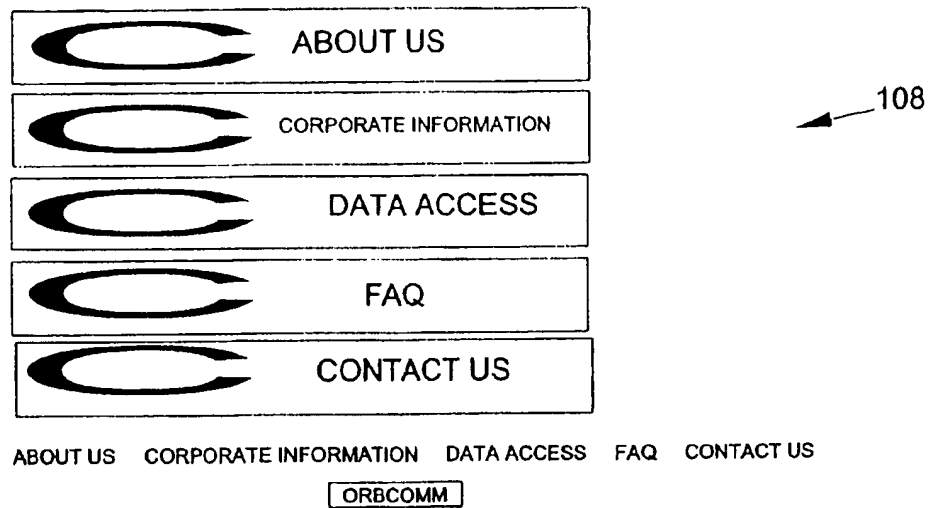 ABOUT US
CORPORATE INFORMATION
108
DATA ACCESS
FAQ
CONTACT US
ABOUT US CORPORATE INFORMATION DATA ACCESS FAQ CONTACT US
ORBCOMM